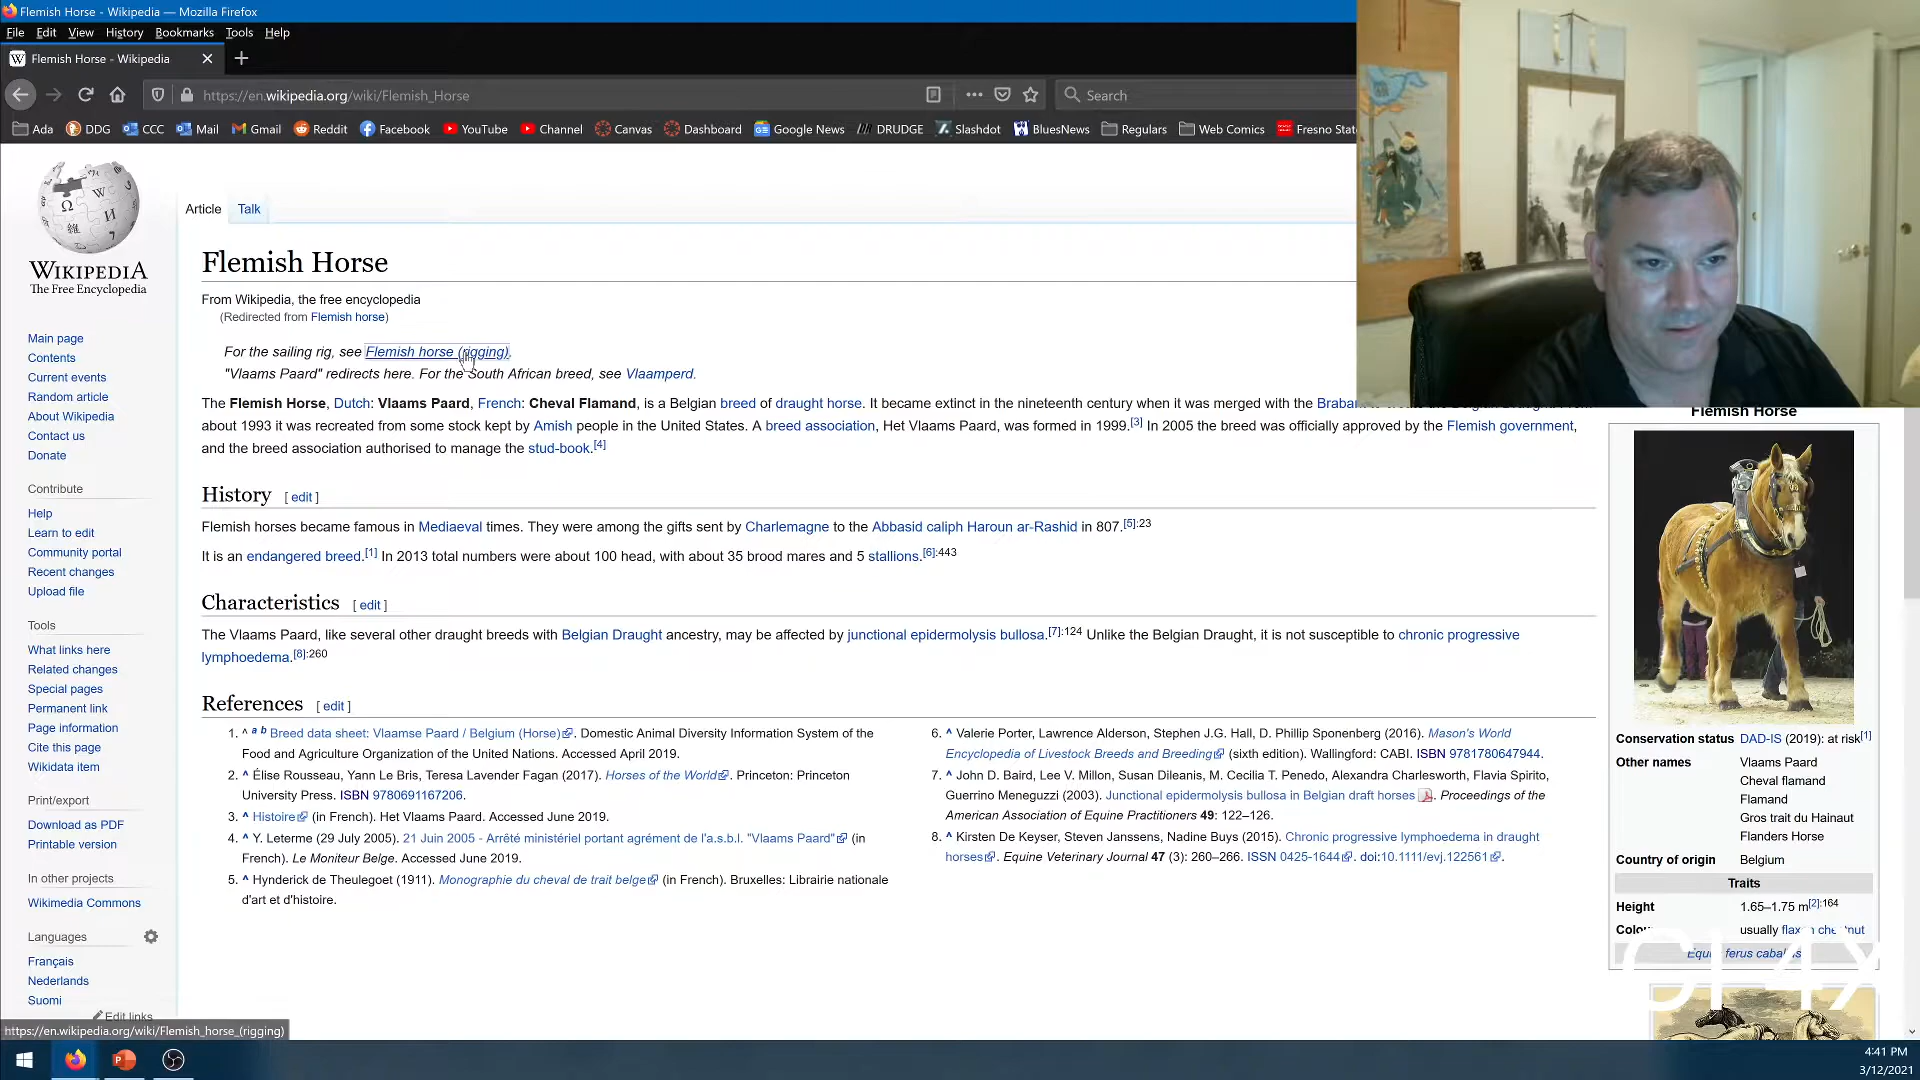 Flemish Horse - Wikipedia — Mozilla Firefox
File Edit View History Bookmarks Tools Help
Flemish Horse - Wikipedia
https://en.wikipedia.org/wiki/Flemish_Horse
Search
Ada DDG CCC Mail Gmail Reddit Facebook YouTube Channel Canvas Dashboard Google News DRUDGE Slashdot BluesNews Regulars Web Comics Fresno Stat
WIKIPEDIA
The Free Encyclopedia
Main page
Contents
Current events
Random article
About Wikipedia
Contact us
Donate
Contribute
Help
Learn to edit
Community portal
Recent changes
Upload file
Tools
What links here
Related changes
Special pages
Permanent link
Page information
Cite this page
Wikidata item
Print/export
Download as PDF
Printable version
In other projects
Wikimedia Commons
Languages
Français
Nederlands
Suomi
Edit links
Article Talk
Flemish Horse
From Wikipedia, the free encyclopedia
(Redirected from Flemish horse)
For the sailing rig, see Flemish horse (rigging).
"Vlaams Paard" redirects here. For the South African breed, see Vlaamperd.
The Flemish Horse, Dutch: Vlaams Paard, French: Cheval Flamand, is a Belgian breed of draught horse. It became extinct in the nineteenth century when it was merged with the
about 1993 it was recreated from some stock kept by Amish people in the United States. A breed association, Het Vlaams Paard, was formed in 1999.[3] In 2005 the breed was officially approved by the Flemish government,
and the breed association authorised to manage the stud-book.[4]
History [ edit ]
Flemish horses became famous in Mediaeval times. They were among the gifts sent by Charlemagne to the Abbasid caliph Haroun ar-Rashid in 807.[5]:23
It is an endangered breed.[1] In 2013 total numbers were about 100 head, with about 35 brood mares and 5 stallions.[6]:443
Characteristics [ edit ]
The Vlaams Paard, like several other draught breeds with Belgian Draught ancestry, may be affected by junctional epidermolysis bullosa.[7]:124 Unlike the Belgian Draught, it is not susceptible to chronic progressive
lymphoedema.[8]:260
References [ edit ]
1. ^ a b Breed data sheet: Vlaamse Paard / Belgium (Horse). Domestic Animal Diversity Information System of the
Food and Agriculture Organization of the United Nations. Accessed April 2019.
2. ^ Élise Rousseau, Yann Le Bris, Teresa Lavender Fagan (2017). Horses of the World. Princeton: Princeton
University Press. ISBN 9780691167206.
3. ^ Histoire (in French). Het Vlaams Paard. Accessed June 2019.
4. ^ Y. Leterme (29 July 2005). 21 Juin 2005 - Arrêté ministériel portant agrément de l'a.s.b.l. "Vlaams Paard" (in
French). Le Moniteur Belge. Accessed June 2019.
5. ^ Hynderick de Theulegoet (1911). Monographie du cheval de trait belge (in French). Bruxelles: Librairie nationale
d'art et d'histoire.
6. ^ Valerie Porter, Lawrence Alderson, Stephen J.G. Hall, D. Phillip Sponenberg (2016). Mason's World
Encyclopedia of Livestock Breeds and Breeding (sixth edition). Wallingford: CABI. ISBN 9781780647944.
7. ^ John D. Baird, Lee V. Millon, Susan Dileanis, M. Cecilia T. Penedo, Alexandra Charlesworth, Flavia Spirito,
Guerrino Meneguzzi (2003). Junctional epidermolysis bullosa in Belgian draft horses. Proceedings of the
American Association of Equine Practitioners 49: 122–126.
8. ^ Kirsten De Keyser, Steven Janssens, Nadine Buys (2015). Chronic progressive lymphoedema in draught
horses. Equine Veterinary Journal 47 (3): 260–266. ISSN 0425-1644. doi:10.1111/evj.122561.
Flemish Horse
Conservation status DAD-IS (2019): at risk[1]
Other names Vlaams Paard
Cheval flamand
Flamand
Gros trait du Hainaut
Flanders Horse
Country of origin Belgium
Traits
Height 1.65–1.75 m[2]:164
usually
https://en.wikipedia.org/wiki/Flemish_horse_(rigging)
4:41 PM
3/12/2021